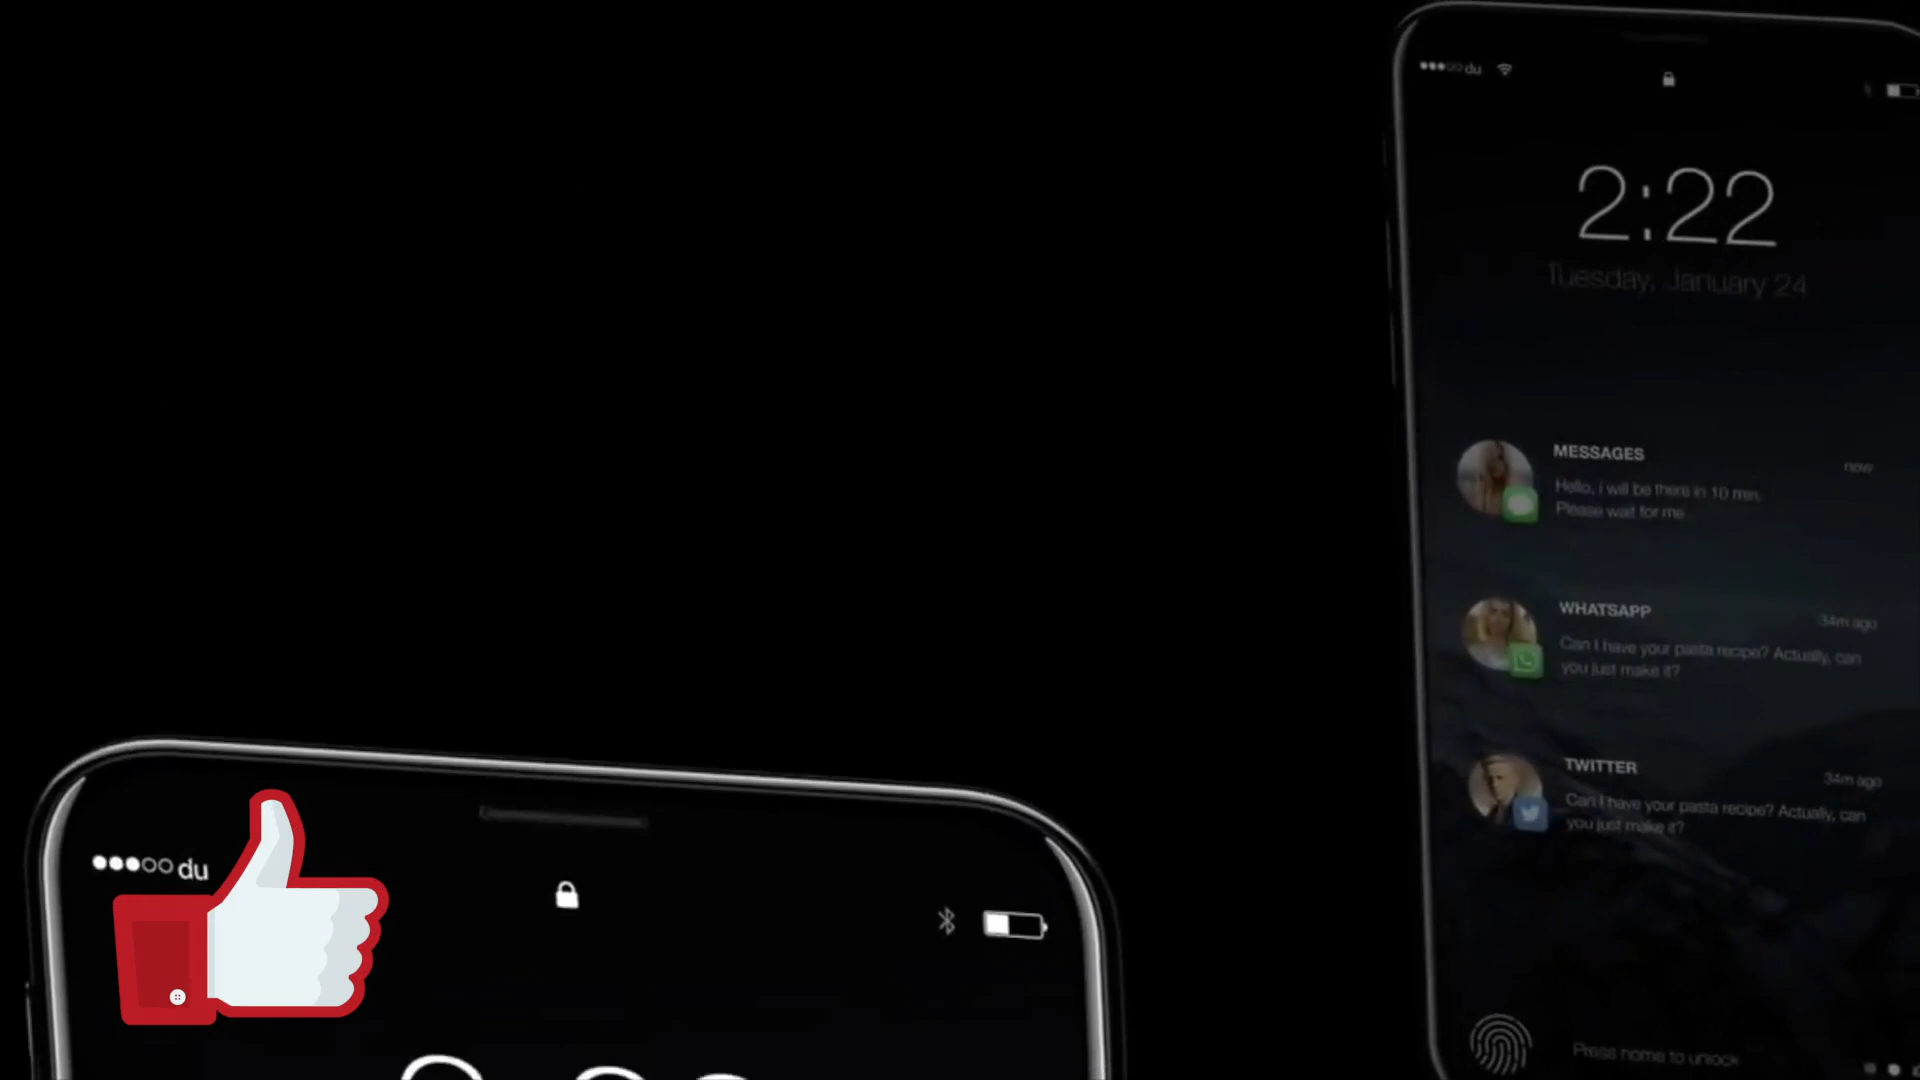 du
2:22
Tuesday, January 24
MESSAGES
now
Hello, i will be there in 10 min.
Please wait for me
WHATSAPP
34m ago
Can I have your pasta recipe? Actually, can
you just make it?
TWITTER
34m ago
Can I have your pasta recipe? Actually, can
you just make it?
Press home to unlock
du